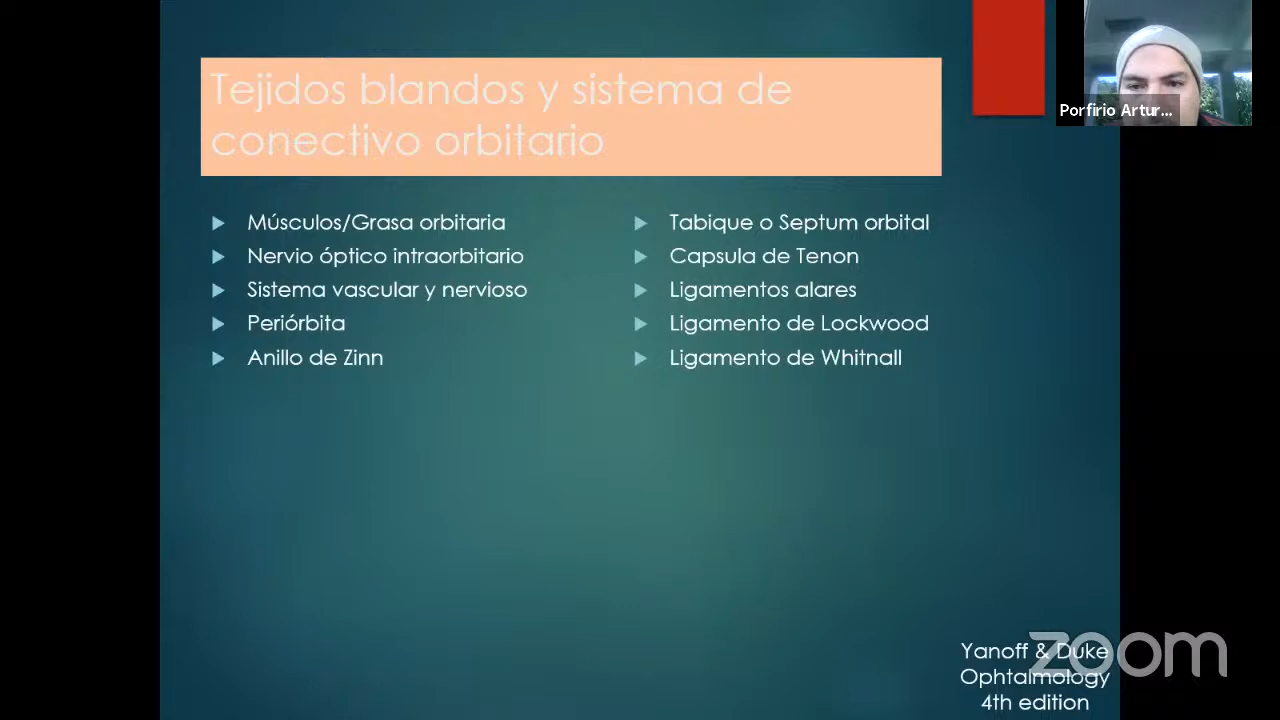 Tejidos blandos y sistema de
conectivo orbitario
Músculos/Grasa orbitaria
Nervio óptico intraorbitario
Sistema vascular y nervioso
Periórbita
Anillo de Zinn
Tabique o Septum orbital
Capsula de Tenon
Ligamentos alares
Ligamento de Lockwood
Ligamento de Whitnall
Porfirio Artur...
Yanoff & Duke
Ophtalmology
4th edition
zoom